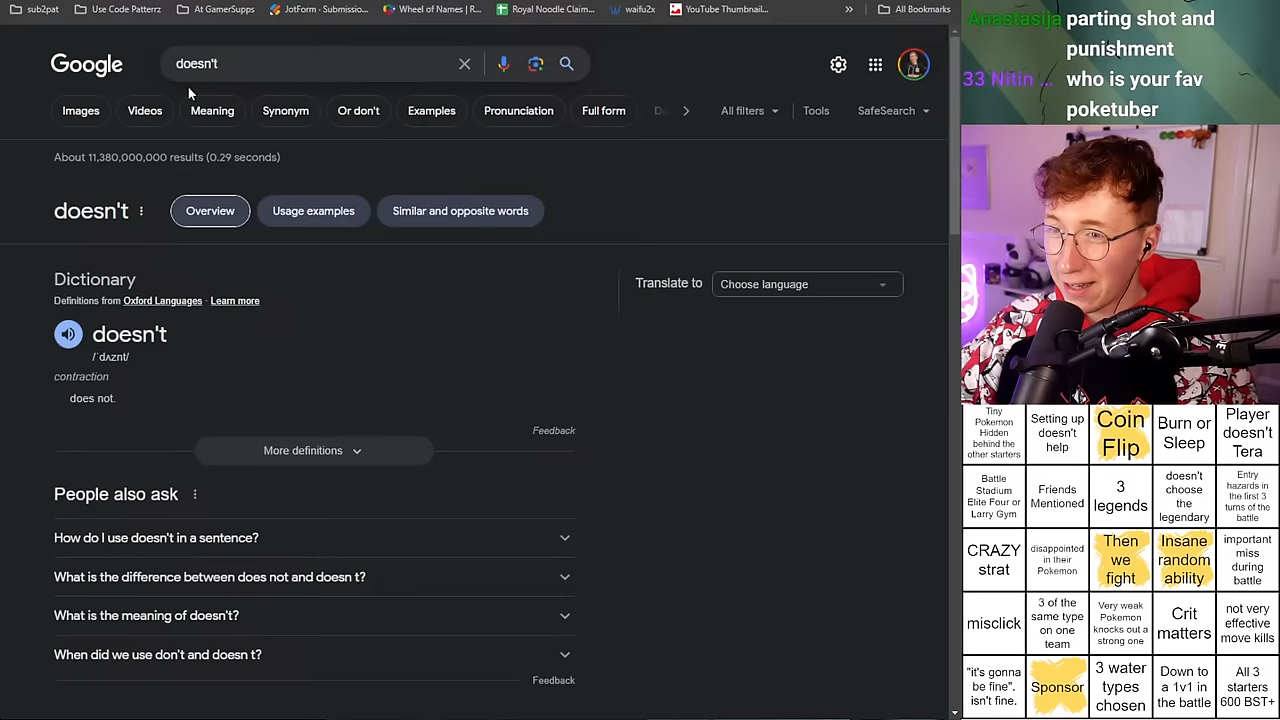 sub2pat
Use Code Patterrz
At GamerSupps
JotForm - Submissio...
Wheel of Names | R...
Royal Noodle Claim...
waifu2x
YouTube Thumbnail...
»
All Bookmarks
Google
doesn't
Images
Videos
Meaning
Synonym
Or don't
Examples
Pronunciation
Full form
All filters
Tools
SafeSearch
About 11,380,000,000 results (0.29 seconds)
doesn't
Overview
Usage examples
Similar and opposite words
Dictionary
Definitions from Oxford Languages · Learn more
doesn't
/ˈdʌznt/
contraction
does not.
Feedback
More definitions
Translate to
Choose language
People also ask
How do I use doesn't in a sentence?
What is the difference between does not and doesn t?
What is the meaning of doesn't?
When did we use don't and doesn t?
Feedback
Anastasija parting shot and
punishment
33 Nitin ... who is your fav
poketuber
Tiny
Pokemon
Hidden
behind the
other starters
Setting up
doesn't
help
Coin
Flip
Burn or
Sleep
Player
doesn't
Tera
Battle
Stadium
Elite Four or
Larry Gym
Friends
Mentioned
3
legends
doesn't
choose
the
legendary
Entry
hazards in
the first 3
turns of the
battle
CRAZY
strat
disappointed
in their
Pokemon
Then
we
fight
Insane
random
ability
important
miss
during
battle
misclick
3 of the
same type
on one
team
Very weak
Pokemon
knocks out a
strong one
Crit
matters
not very
effective
move kills
"it's gonna
be fine".
isn't fine.
Sponsor
3 water
types
chosen
Down to
a 1v1 in
the battle
All 3
starters
600 BST+